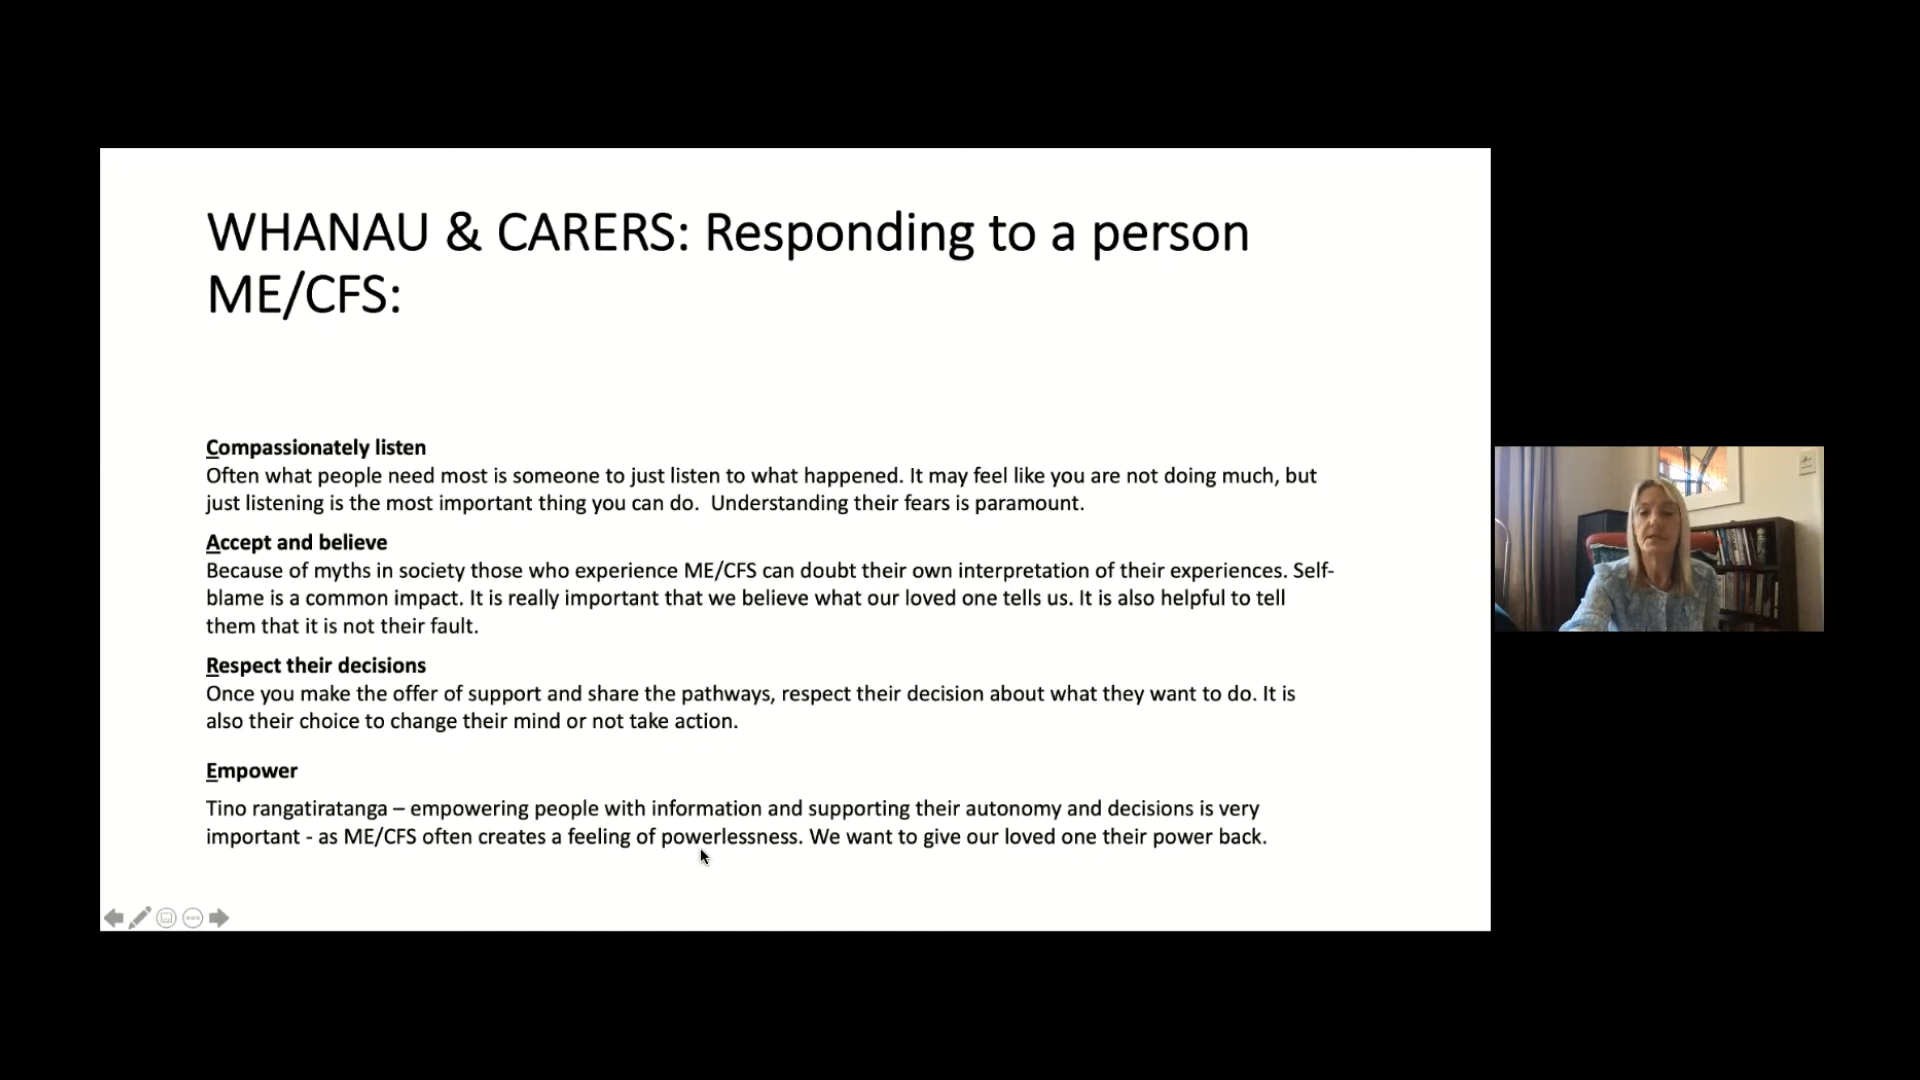 WHANAU & CARERS: Responding to a person
ME/CFS:
Compassionately listen
Often what people need most is someone to just listen to what happened. It may feel like you are not doing much, but
just listening is the most important thing you can do.  Understanding their fears is paramount.
Accept and believe
Because of myths in society those who experience ME/CFS can doubt their own interpretation of their experiences. Self-
blame is a common impact. It is really important that we believe what our loved one tells us. It is also helpful to tell
them that it is not their fault.
Respect their decisions
Once you make the offer of support and share the pathways, respect their decision about what they want to do. It is
also their choice to change their mind or not take action.
Empower
Tino rangatiratanga – empowering people with information and supporting their autonomy and decisions is very
important - as ME/CFS often creates a feeling of powerlessness. We want to give our loved one their power back.